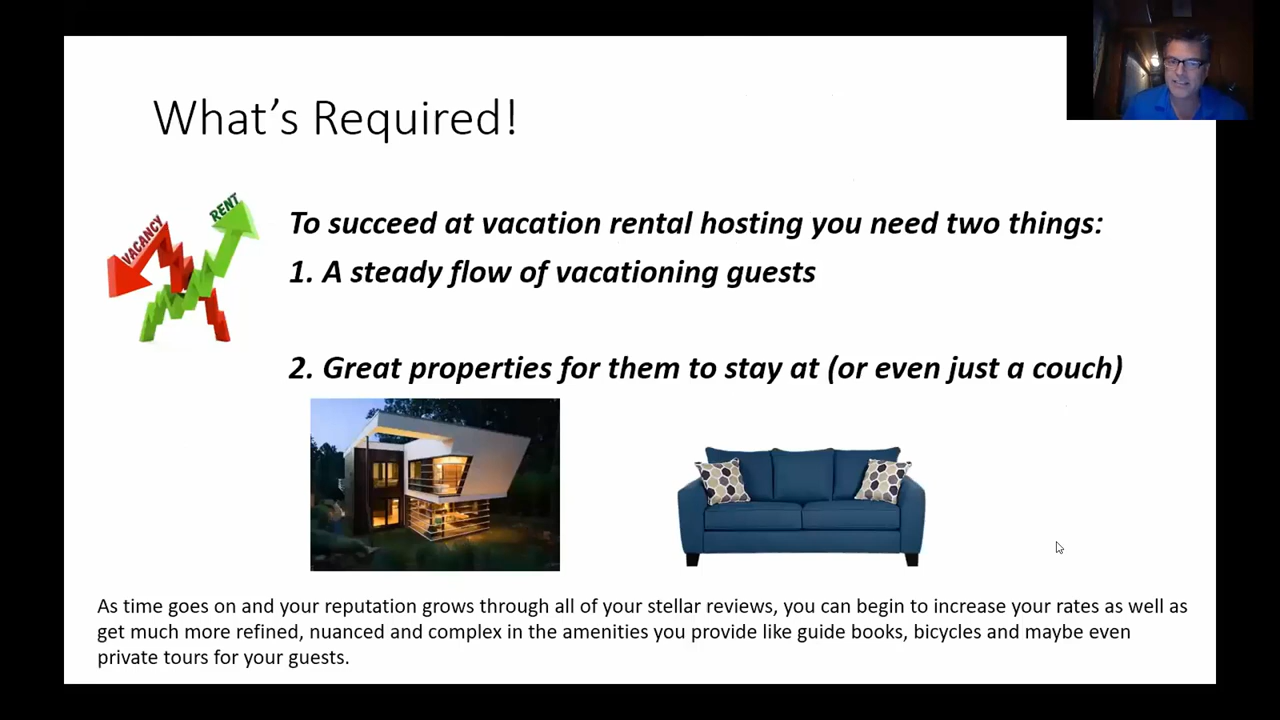 What's Required!
VACANCY
RENT
To succeed at vacation rental hosting you need two things:
1. A steady flow of vacationing guests
2. Great properties for them to stay at (or even just a couch)
As time goes on and your reputation grows through all of your stellar reviews, you can begin to increase your rates as well as
get much more refined, nuanced and complex in the amenities you provide like guide books, bicycles and maybe even
private tours for your guests.